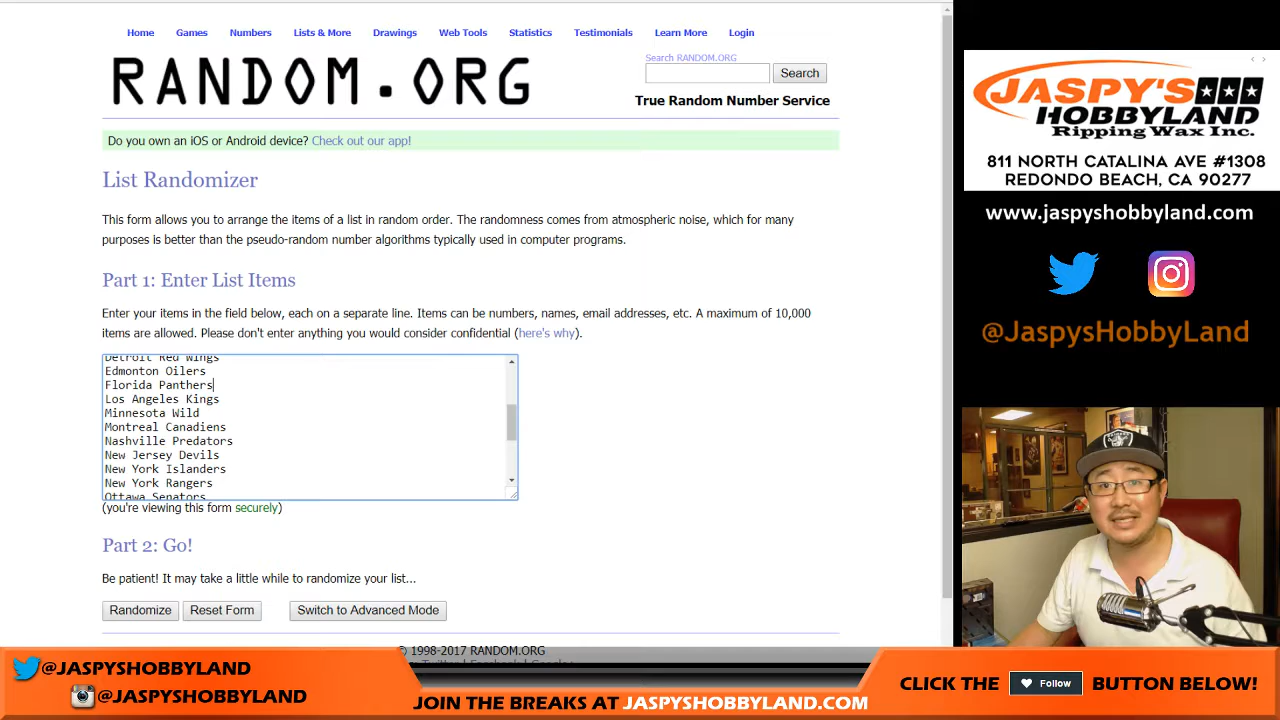 Home Games Numbers Lists & More Drawings Web Tools Statistics Testimonials Learn More Login
RANDOM.ORG
Search RANDOM.ORG
Search
True Random Number Service
Do you own an iOS or Android device? Check out our app!
List Randomizer
This form allows you to arrange the items of a list in random order. The randomness comes from atmospheric noise, which for many
purposes is better than the pseudo-random number algorithms typically used in computer programs.
Part 1: Enter List Items
Enter your items in the field below, each on a separate line. Items can be numbers, names, email addresses, etc. A maximum of 10,000
items are allowed. Please don't enter anything you would consider confidential (here's why).
Detroit Red Wings
Edmonton Oilers
Florida Panthers
Los Angeles Kings
Minnesota Wild
Montreal Canadiens
Nashville Predators
New Jersey Devils
New York Islanders
New York Rangers
Ottawa Senators
(you're viewing this form securely)
Part 2: Go!
Be patient! It may take a little while to randomize your list...
Randomize Reset Form Switch to Advanced Mode
© 1998-2017 RANDOM.ORG
Twitter | Facebook | Google+
JASPY'S
HOBBYLAND
Ripping Wax Inc.
811 NORTH CATALINA AVE #1308
REDONDO BEACH, CA 90277
www.jaspyshobbyland.com
@JaspysHobbyLand
@JASPYSHOBBYLAND
@JASPYSHOBBYLAND
JOIN THE BREAKS AT JASPYSHOBBYLAND.COM
CLICK THE Follow BUTTON BELOW!